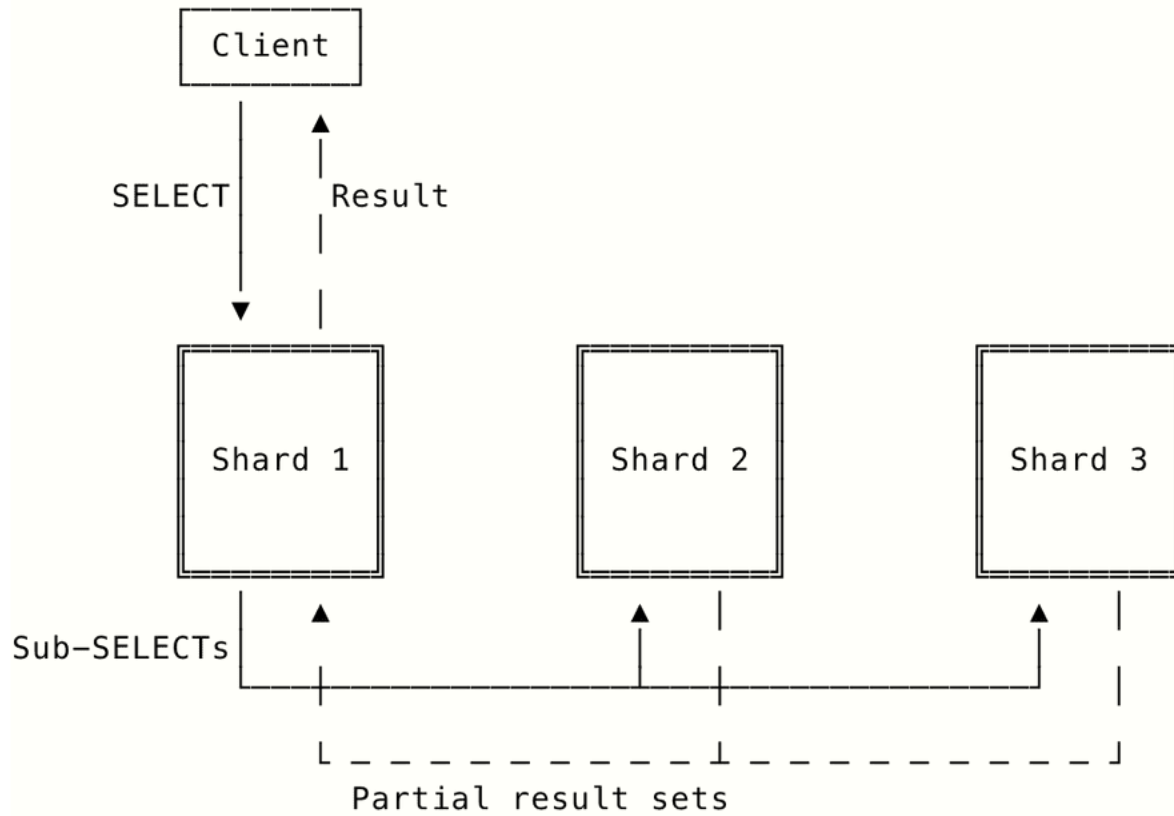 Client
SELECT
Result
Shard 1
Shard 2
Shard 3
Sub-SELECTs
Partial result sets